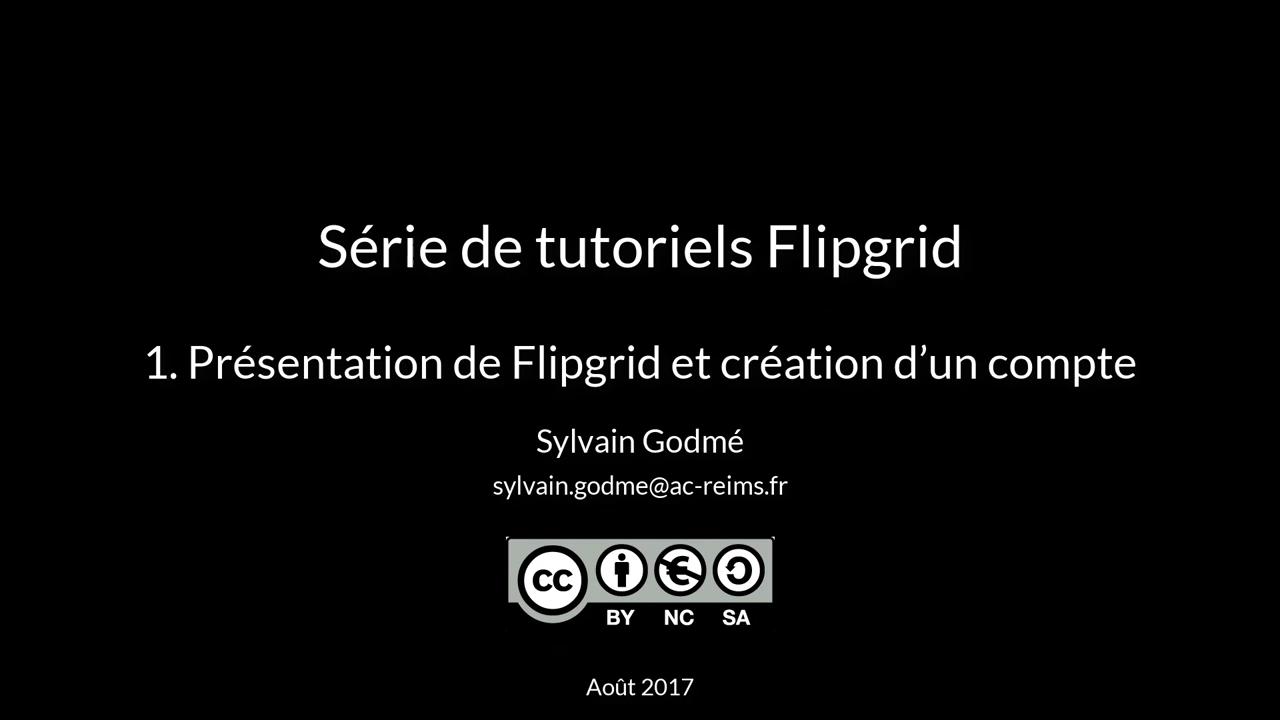 Série de tutoriels Flipgrid
1. Présentation de Flipgrid et création d’un compte
Sylvain Godmé
sylvain.godme@ac-reims.fr
cc
BY NC SA
Août 2017